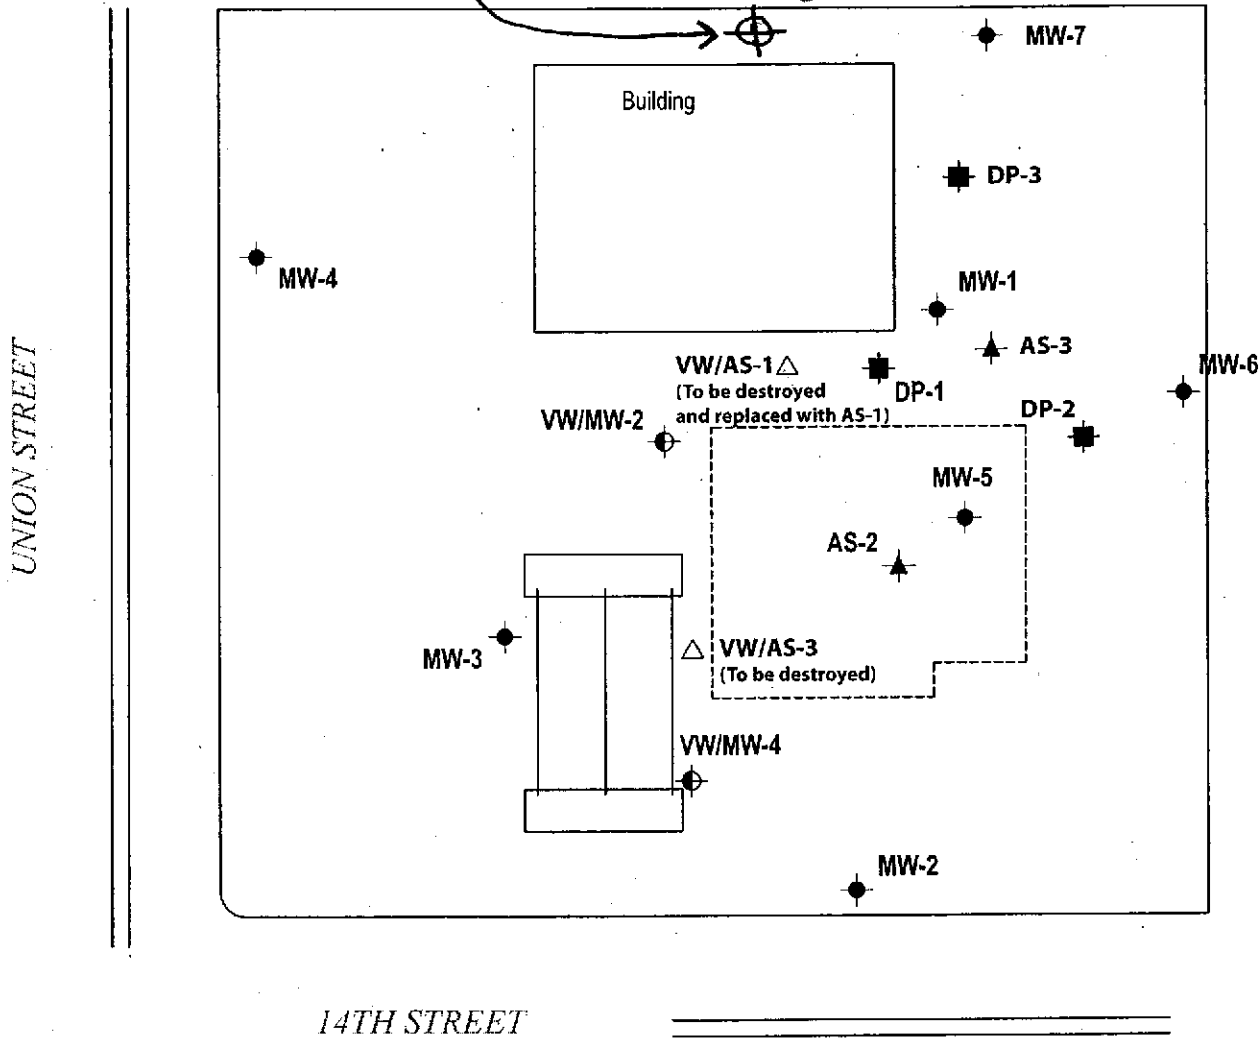 MW-7
Building
DP-3
MW-4
MW-1
AS-3
VW/AS-1
(To be destroyed
and replaced with AS-1)
DP-1
MW-6
DP-2
VW/MW-2
UNION STREET
MW-5
AS-2
MW-3
VW/AS-3
(To be destroyed)
VW/MW-4
MW-2
14TH STREET